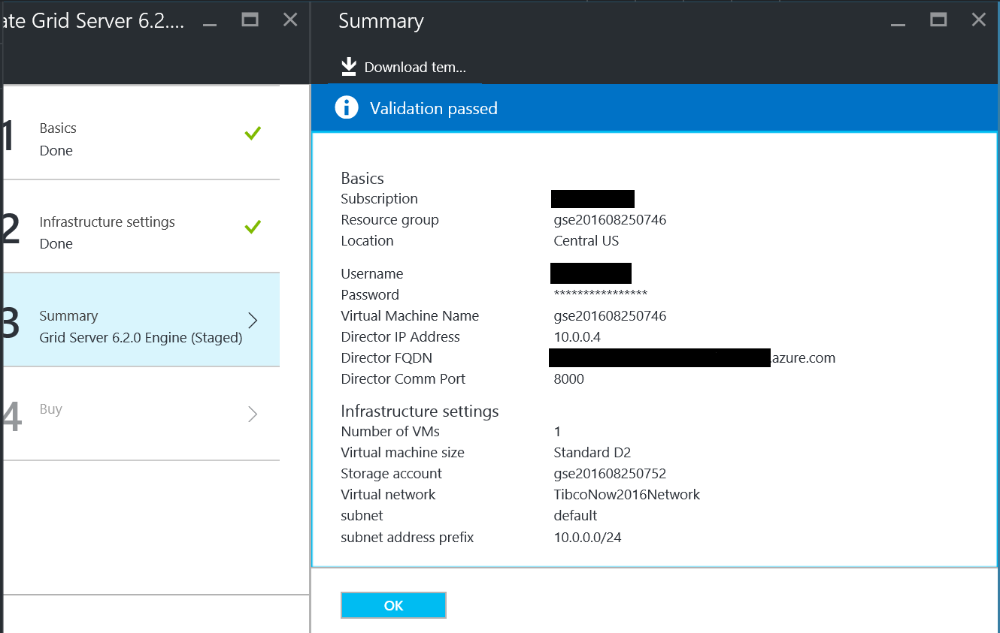 ate Grid Server 6.2....
1
Basics
Done
2
Infrastructure settings
Done
3
Summary
Grid Server 6.2.0 Engine (Staged)
4
Buy
Summary
Download tem...
Validation passed
Basics
Subscription
Resource group gse201608250746
Location Central US
Username
Password ****************
Virtual Machine Name gse201608250746
Director IP Address 10.0.0.4
Director FQDN .azure.com
Director Comm Port 8000
Infrastructure settings
Number of VMs 1
Virtual machine size Standard D2
Storage account gse201608250752
Virtual network TibcoNow2016Network
subnet default
subnet address prefix 10.0.0.0/24
OK